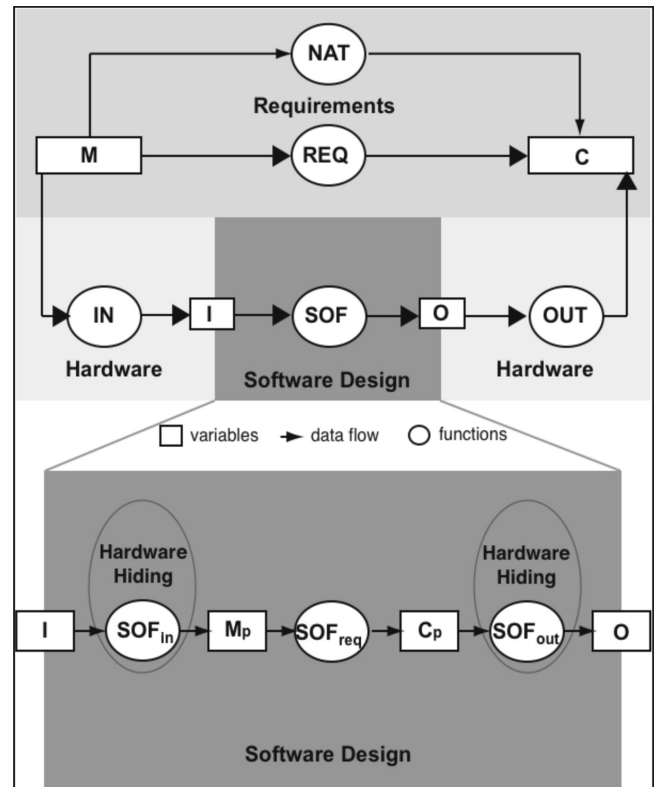 NAT
Requirements
M
REQ
C
IN
I
SOF
O
OUT
Hardware
Hardware
Software Design
variables
data flow
functions
Hardware
Hiding
Hardware
Hiding
I
SOFin
Mp
SOFreq
Cp
SOFout
O
Software Design